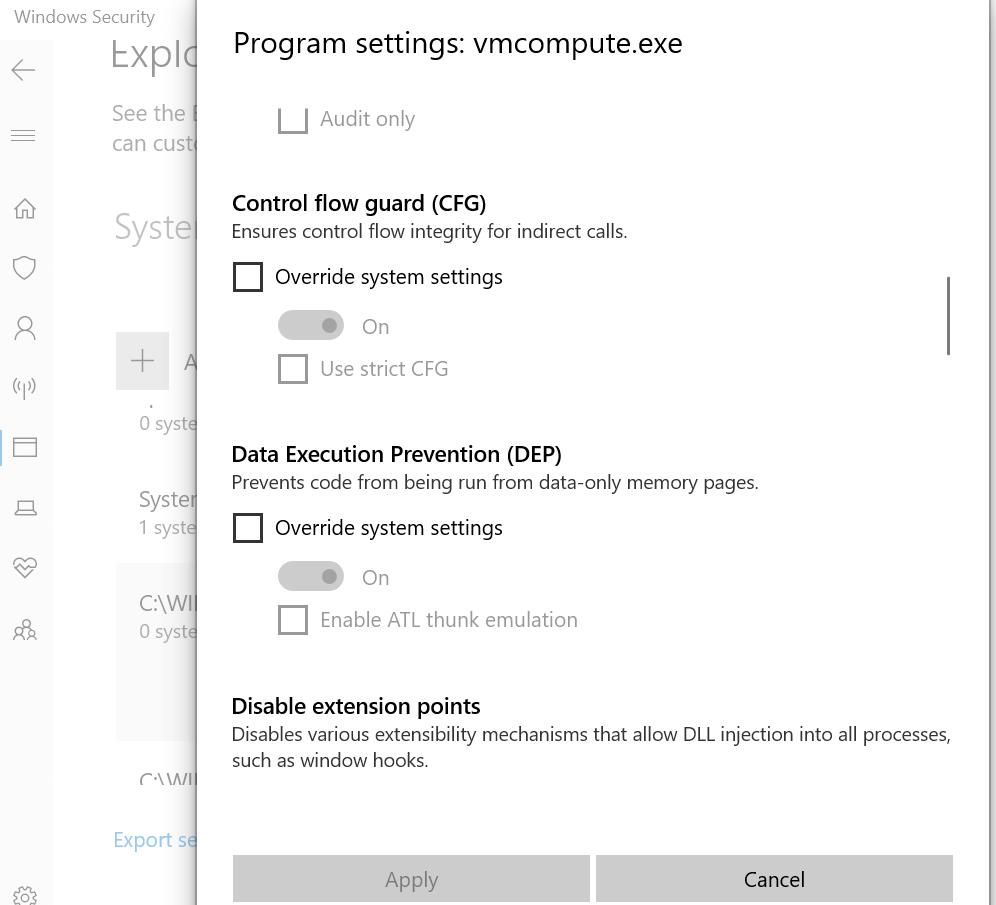 Windows Security
Explo
See the
can custo
Syster
0 syste
Syster
1 syste
C:\WI
0 syste
C:\WI
Export se
Program settings: vmcompute.exe
Audit only
Control flow guard (CFG)
Ensures control flow integrity for indirect calls.
Override system settings
On
Use strict CFG
Data Execution Prevention (DEP)
Prevents code from being run from data-only memory pages.
Override system settings
On
Enable ATL thunk emulation
Disable extension points
Disables various extensibility mechanisms that allow DLL injection into all processes,
such as window hooks.
Apply
Cancel